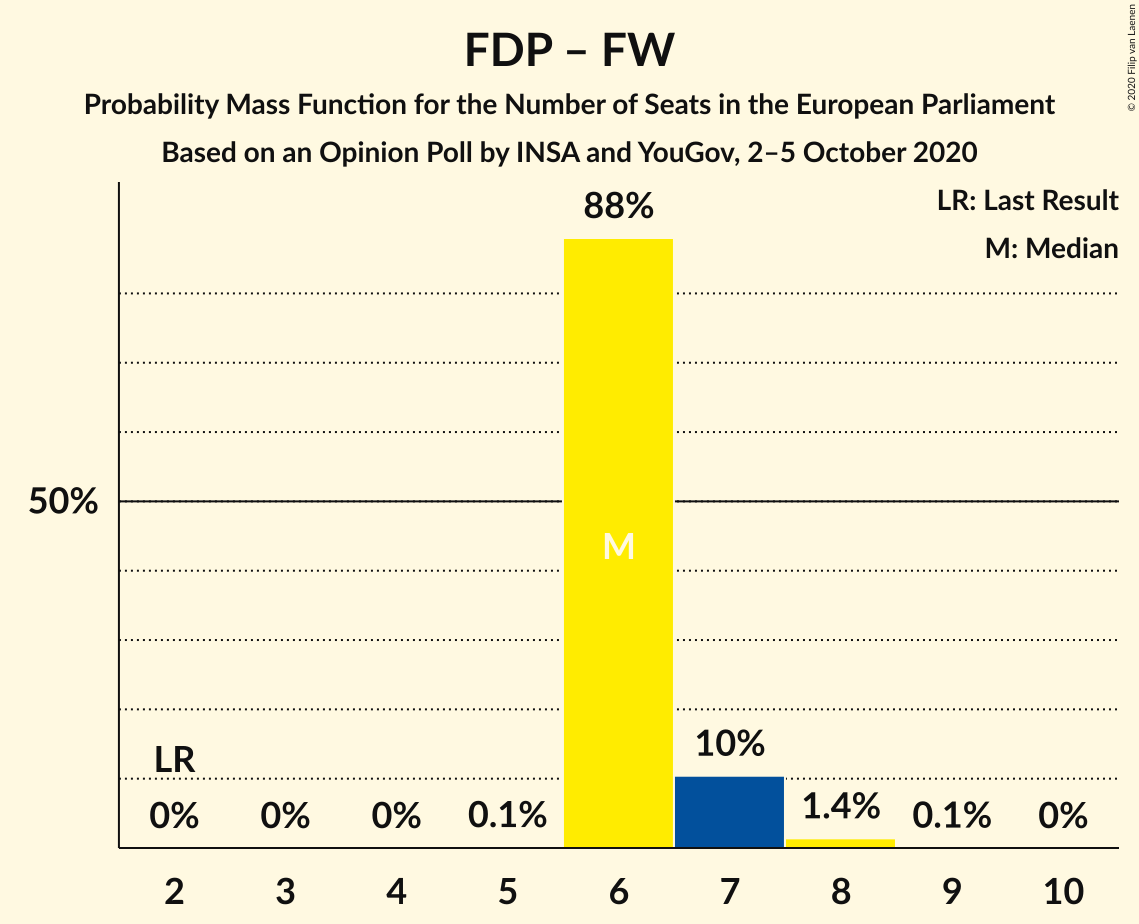 FDP – FW
Probability Mass Function for the Number of Seats in the European Parliament
Based on an Opinion Poll by INSA and YouGov, 2–5 October 2020
© 2020 Filip van Laenen
LR: Last Result
M: Median
88%
50%
M
LR
10%
0% 0% 0% 0.1% 1.4% 0.1% 0%
2 3 4 5 6 7 8 9 10